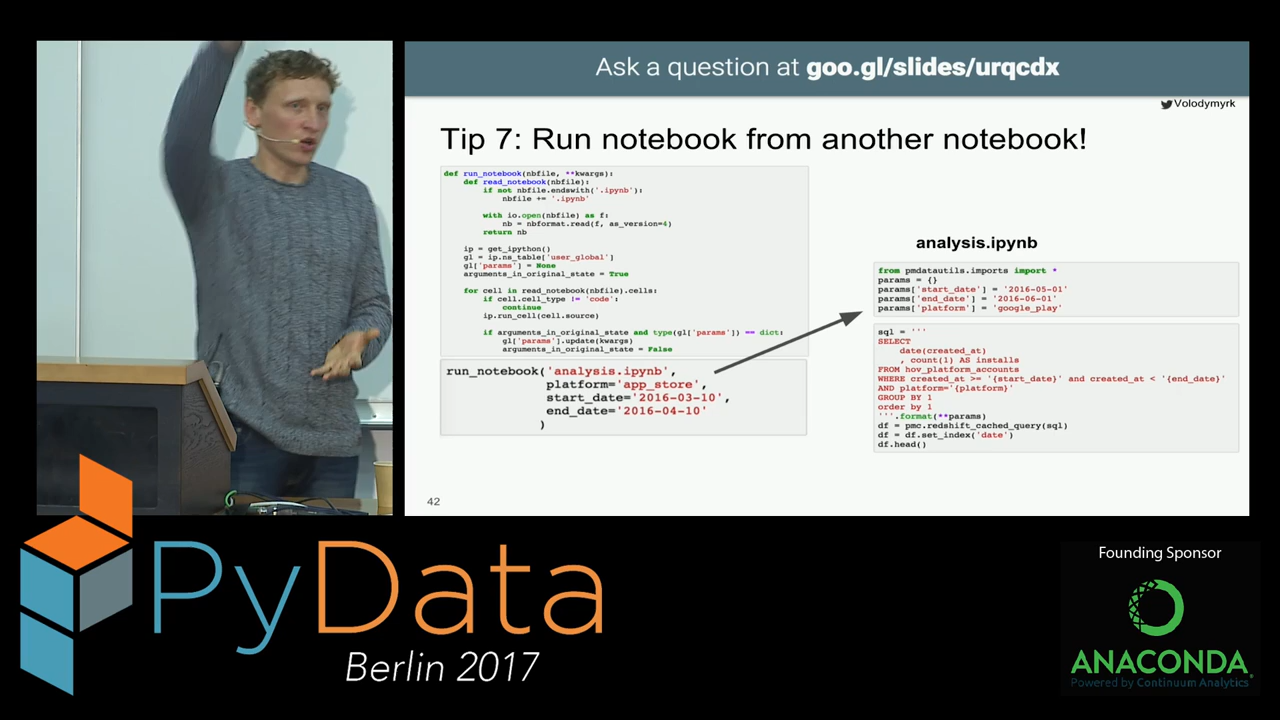 Ask a question at goo.gl/slides/urqcdx
Volodymyrk
Tip 7: Run notebook from another notebook!
def run_notebook(nbfile, **kwargs):
    def read_notebook(nbfile):
        if not nbfile.endswith('.ipynb'):
            nbfile += '.ipynb'
        with io.open(nbfile) as f:
            nb = nbformat.read(f, as_version=4)
        return nb
    ip = get_ipython()
    gl = ip.ns_table['user_global']
    gl['params'] = None
    arguments_in_original_state = True
    for cell in read_notebook(nbfile).cells:
        if cell.cell_type != 'code':
            continue
        ip.run_cell(cell.source)
        if arguments_in_original_state and type(gl['params']) == dict:
            gl['params'].update(kwargs)
            arguments_in_original_state = False
run_notebook('analysis.ipynb',
             platform='app_store',
             start_date='2016-03-10',
             end_date='2016-04-10'
            )
analysis.ipynb
from pmdatautils.imports import *
params = {}
params['start_date'] = '2016-05-01'
params['end_date'] = '2016-06-01'
params['platform'] = 'google_play'
sql = '''
SELECT
    date(created_at)
    , count(1) AS installs
FROM hov_platform_accounts
WHERE created_at >= '{start_date}' and created_at < '{end_date}'
AND platform='{platform}'
GROUP BY 1
order by 1
'''.format(**params)
df = pmc.redshift_cached_query(sql)
df = df.set_index('date')
df.head()
42
PyData
Berlin 2017
Founding Sponsor
ANACONDA
Powered by Continuum Analytics